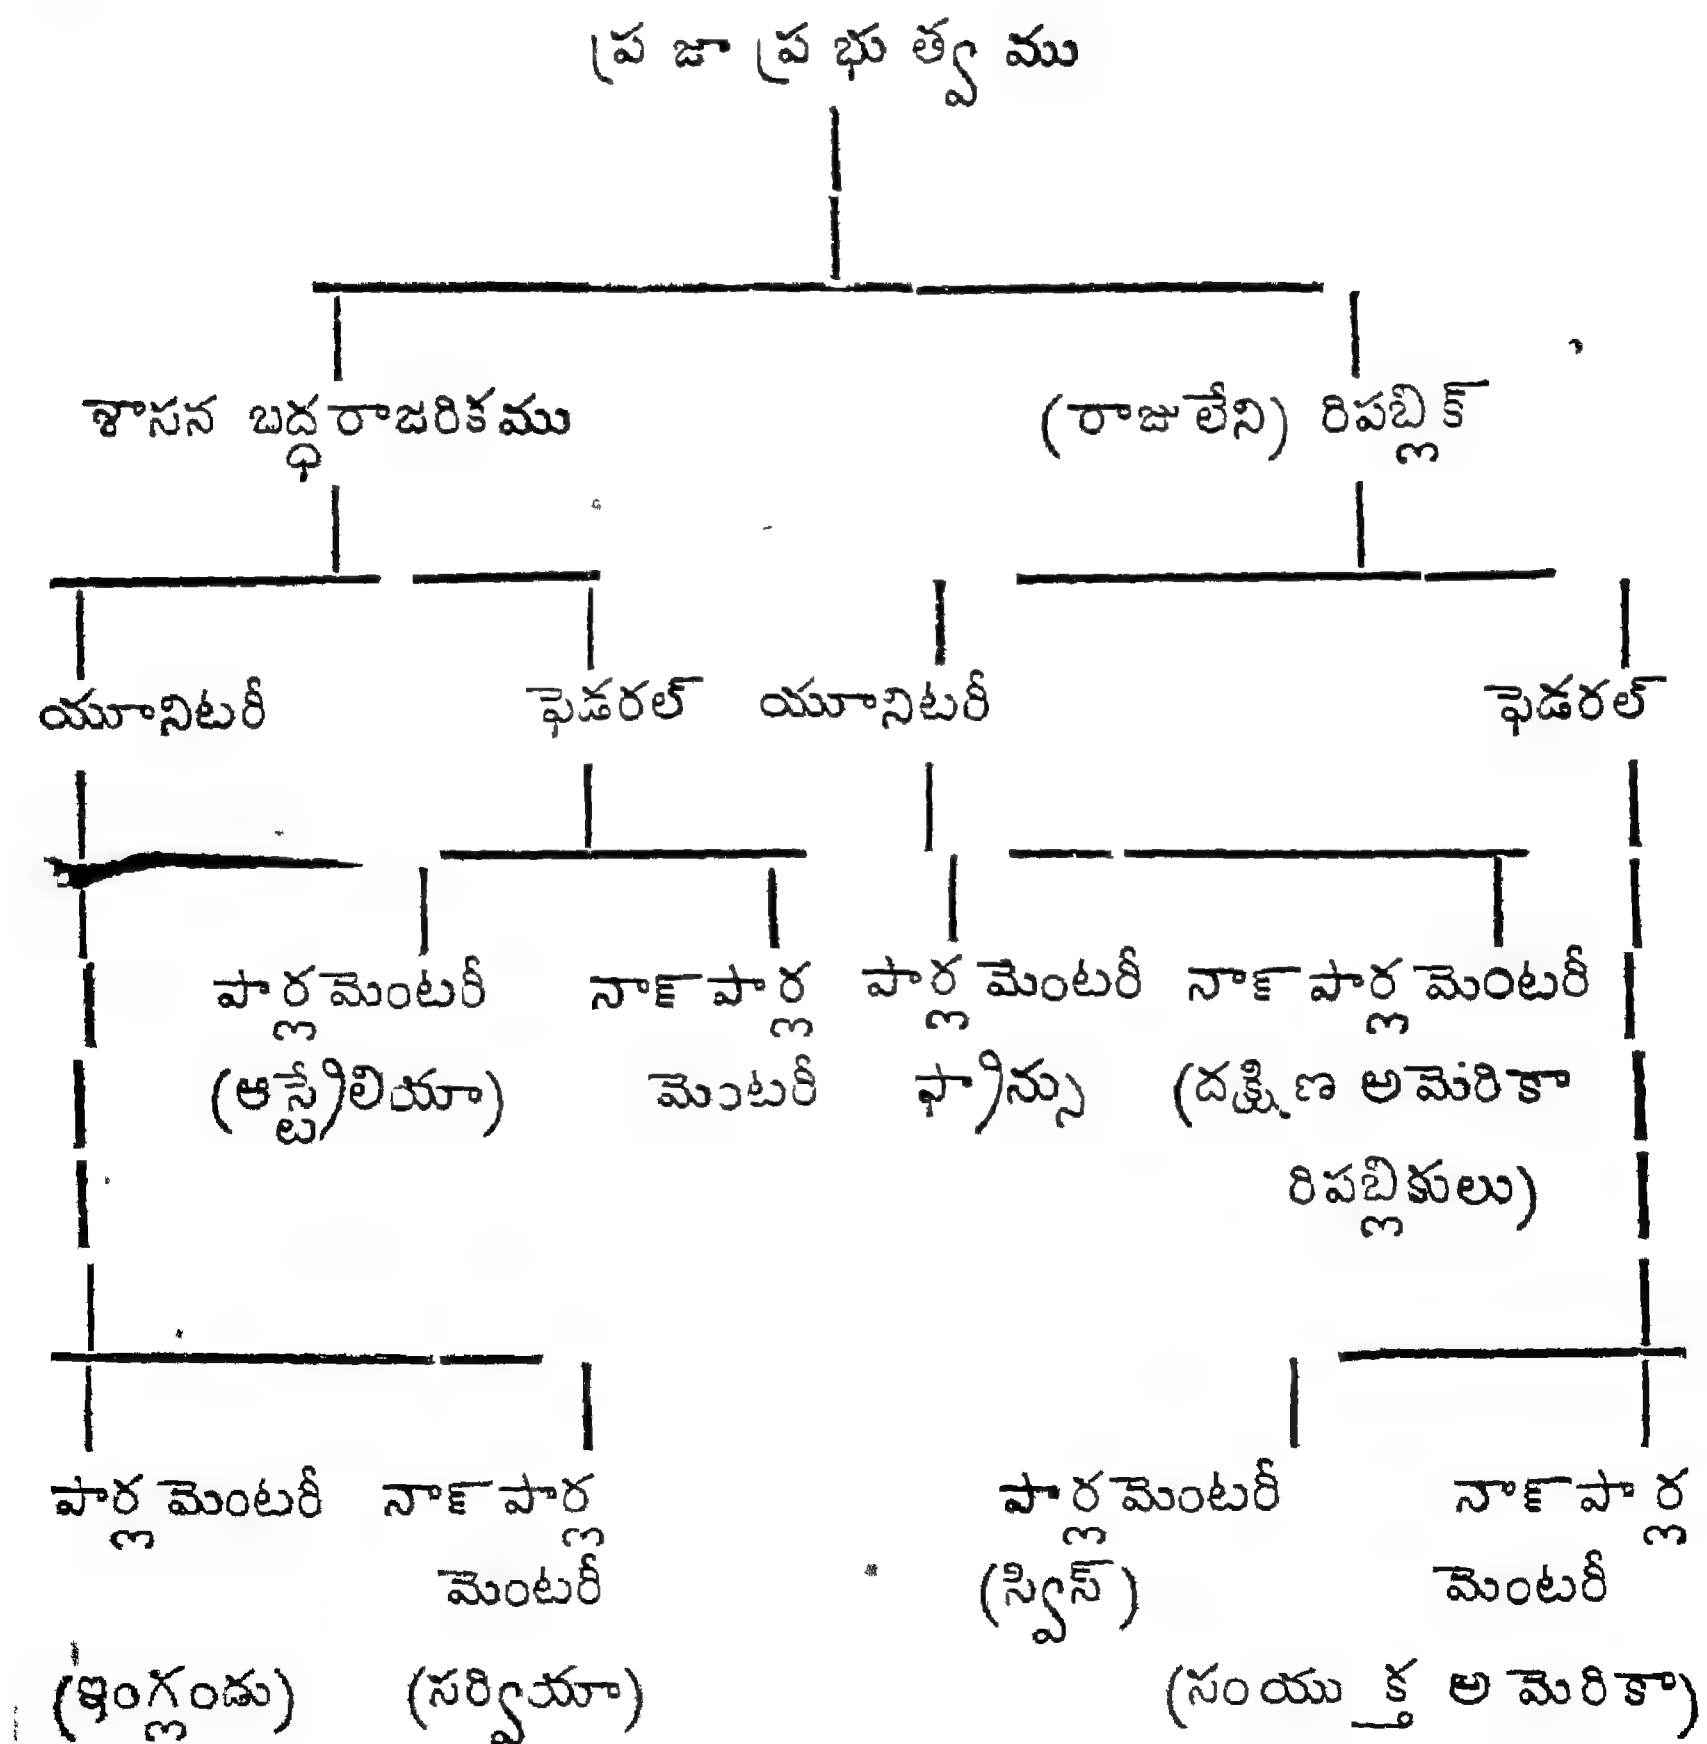 ప్రజాప్రభుత్వము
శాసన బద్ధరాజరికము (రాజులేని) రిపబ్లిక్
యూనిటరీ ఫెడరల్ యూనిటరీ ఫెడరల్
పార్లమెంటరీ నాన్‌పార్ల పార్లమెంటరీ నాన్‌పార్లమెంటరీ
(ఆస్ట్రేలియా) మెంటరీ ఫ్రాన్సు (దక్షిణ అమెరికా
రిపబ్లికులు)
పార్లమెంటరీ నాన్‌పార్ల పార్లమెంటరీ నాన్‌పార్ల
మెంటరీ (స్విస్) మెంటరీ
(ఇంగ్లండు) (సర్వియా) (సంయుక్త అమెరికా)